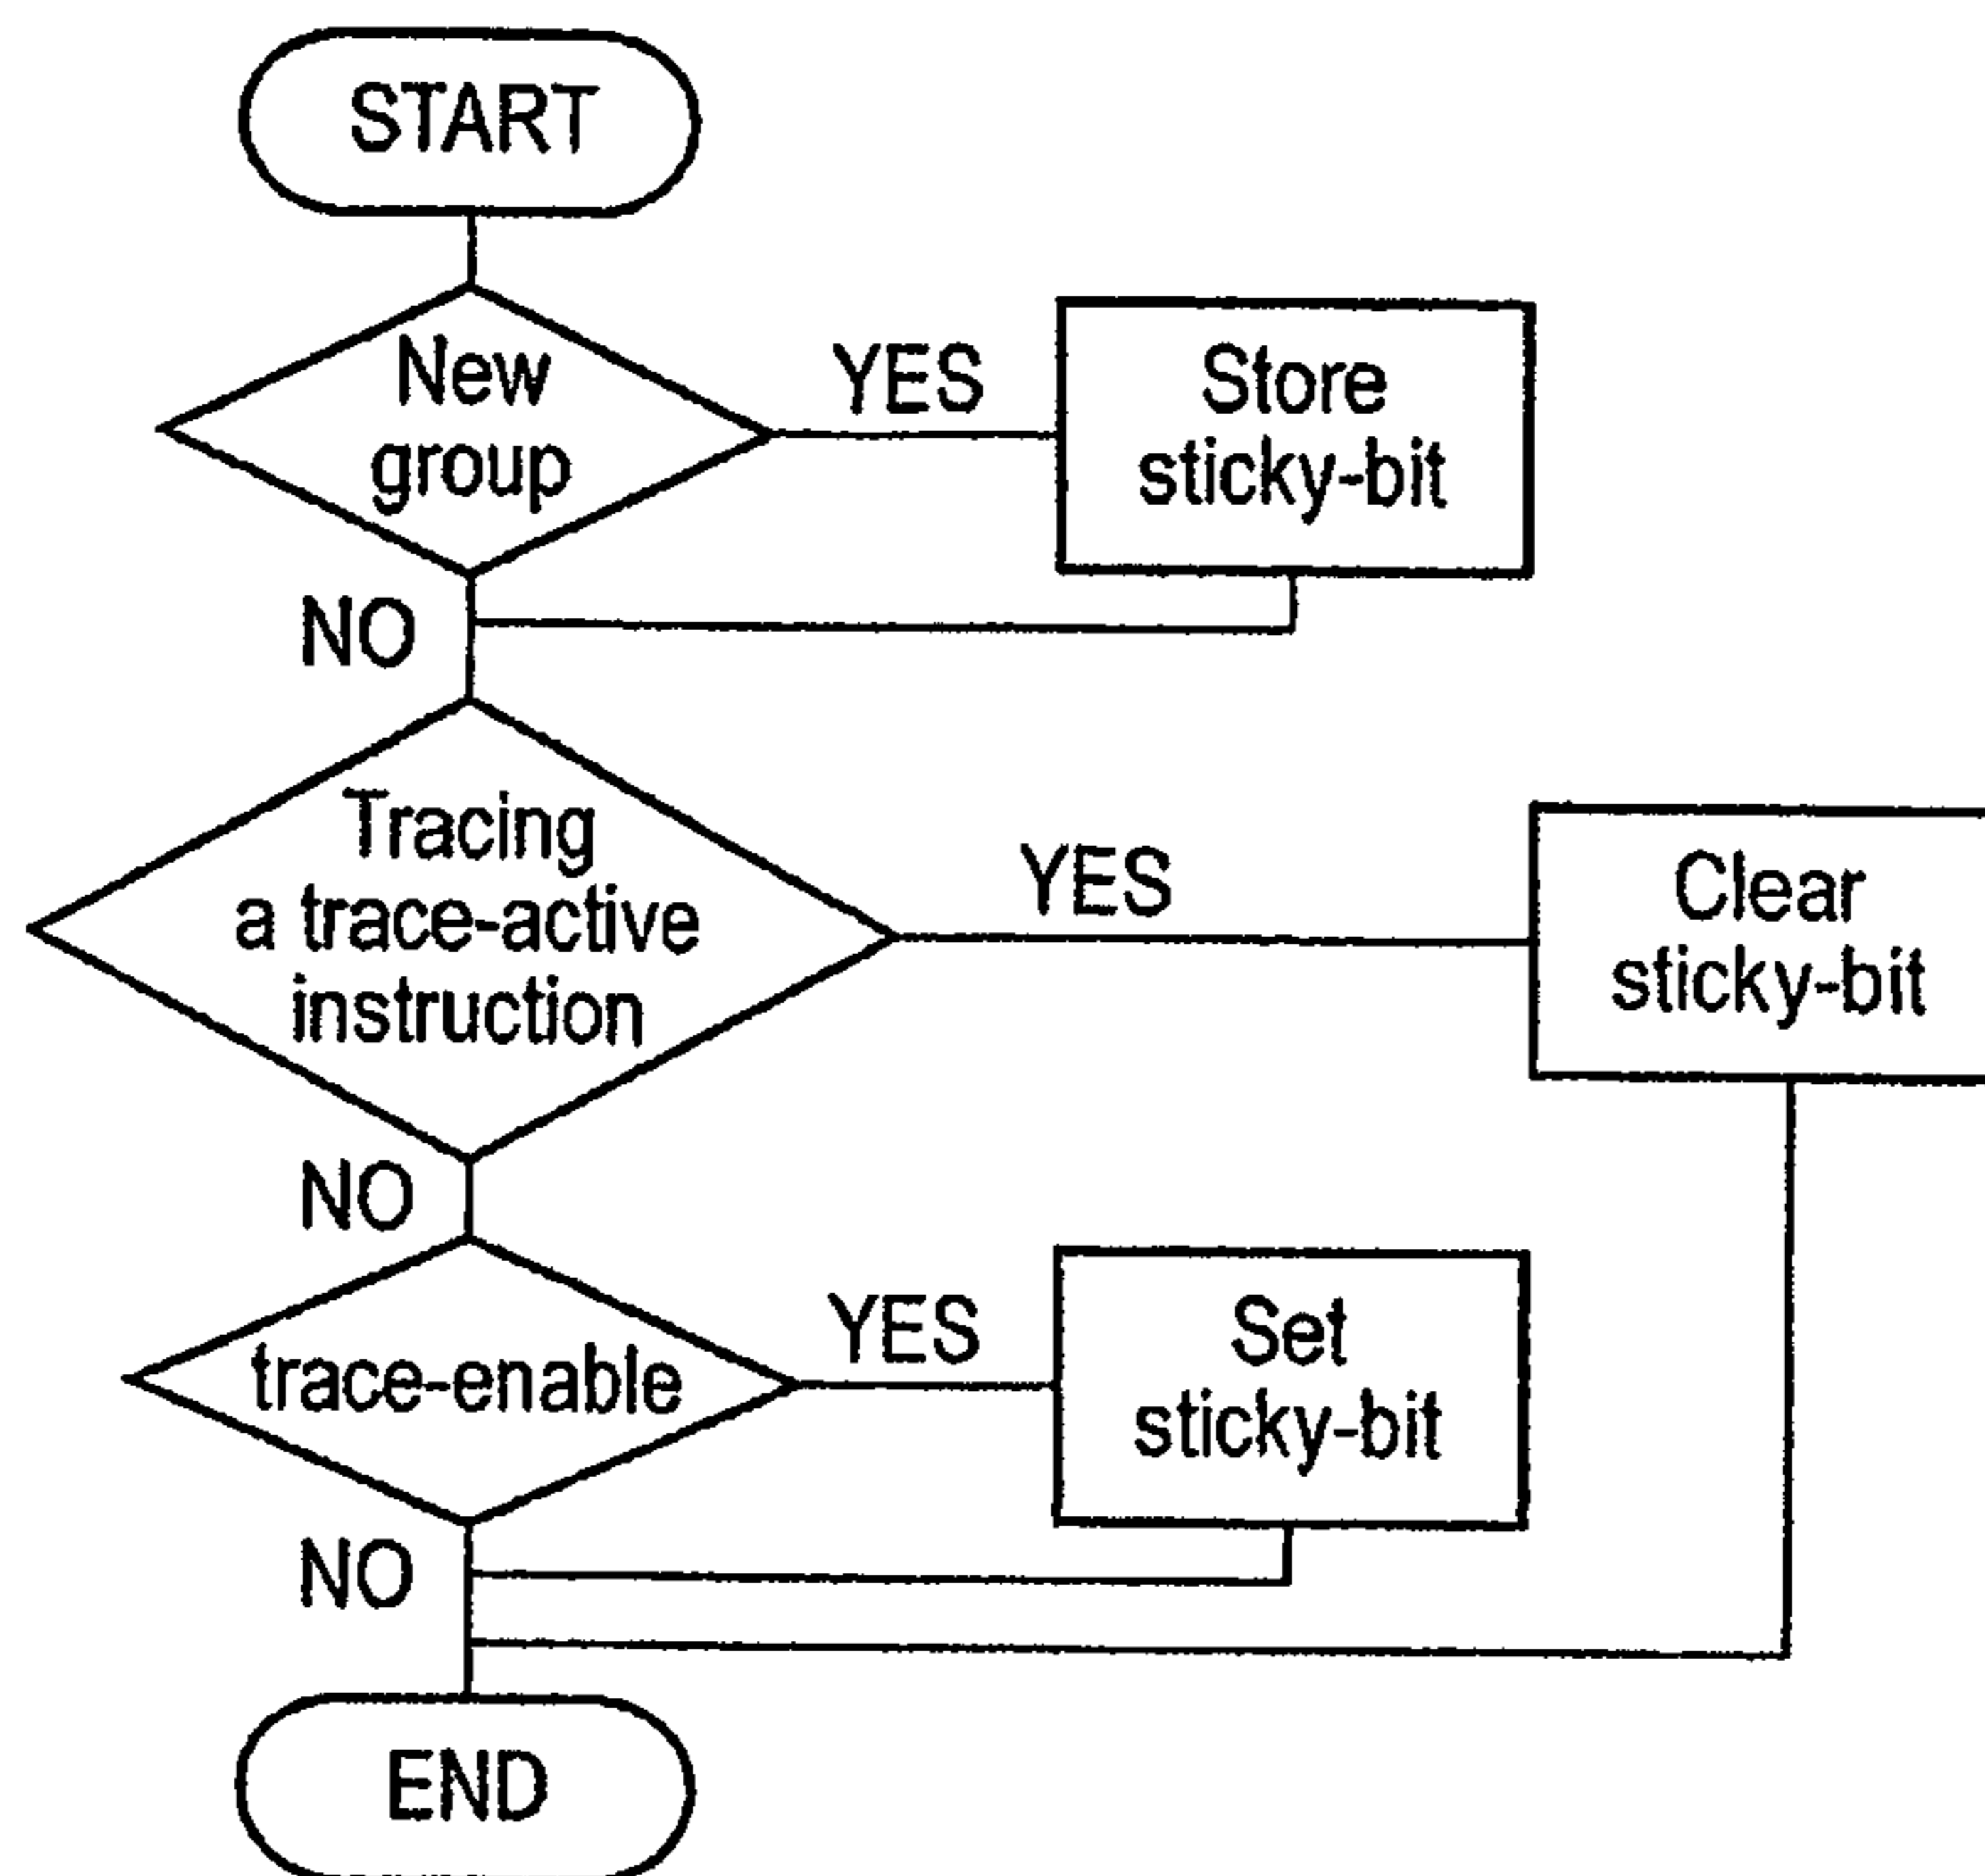 START
New
group
YES
Store
sticky-bit
NO
Tracing
a trace-active
instruction
YES
Clear
sticky-bit
NO
trace-enable
YES
Set
sticky-bit
NO
END